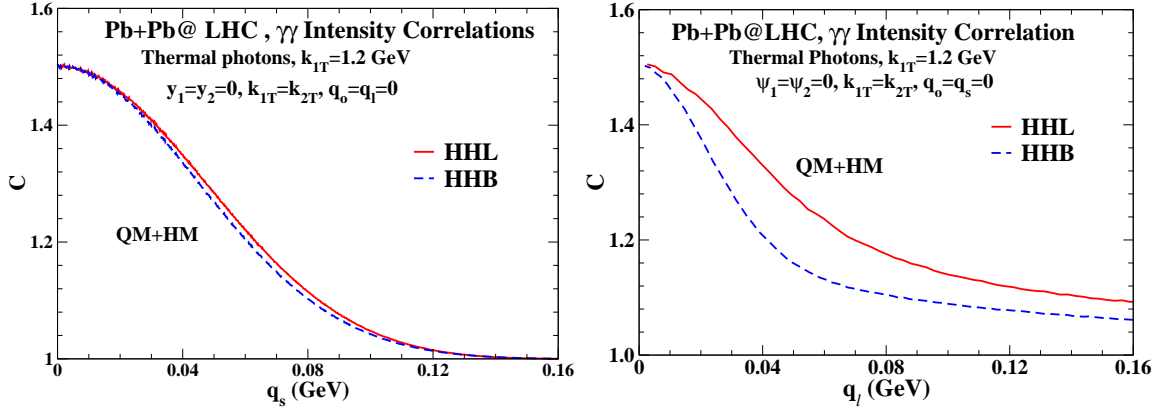 Pb+Pb@ LHC , γγ Intensity Correlations
Thermal photons, k1T=1.2 GeV
y1=y2=0, k1T=k2T, qo=ql=0
HHL
HHB
QM+HM
C
1.6
1.4
1.2
1
0
0.04
0.08
0.12
0.16
qs (GeV)
Pb+Pb@LHC, γγ Intensity Correlation
Thermal Photons, k1T=1.2 GeV
ψ1=ψ2=0, k1T=k2T, qo=qs=0
HHL
HHB
QM+HM
C
1.6
1.4
1.2
1.0
0
0.04
0.08
0.12
0.16
ql (GeV)